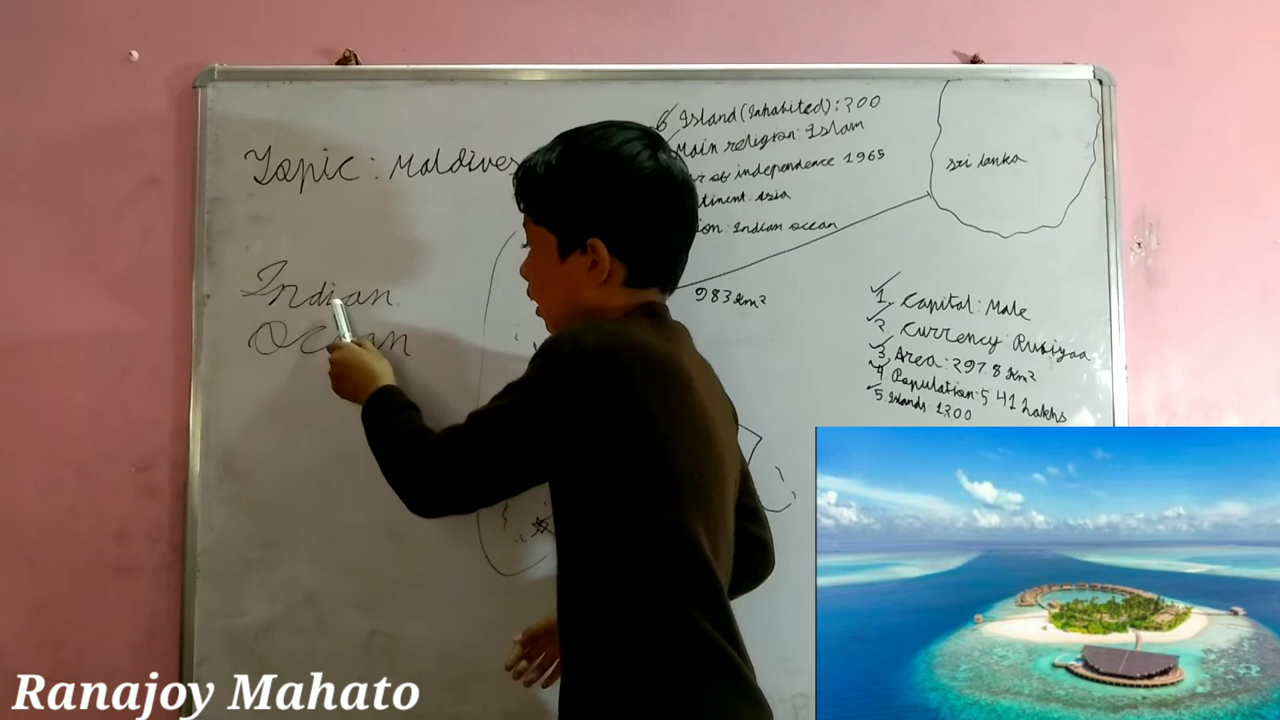 Topic: Maldives
6 Island (Inhabited): 200
Main religion: Islam
of independence 1965
Asia
Indian ocean
sri lanka
Indian
983 Km²
1. Capital: Male
2. Currency: Rufiyaa
3. Area: 297.8 Km²
4 Population: 5.41 Lakhs
5 Islands 1200
Ranajoy Mahato